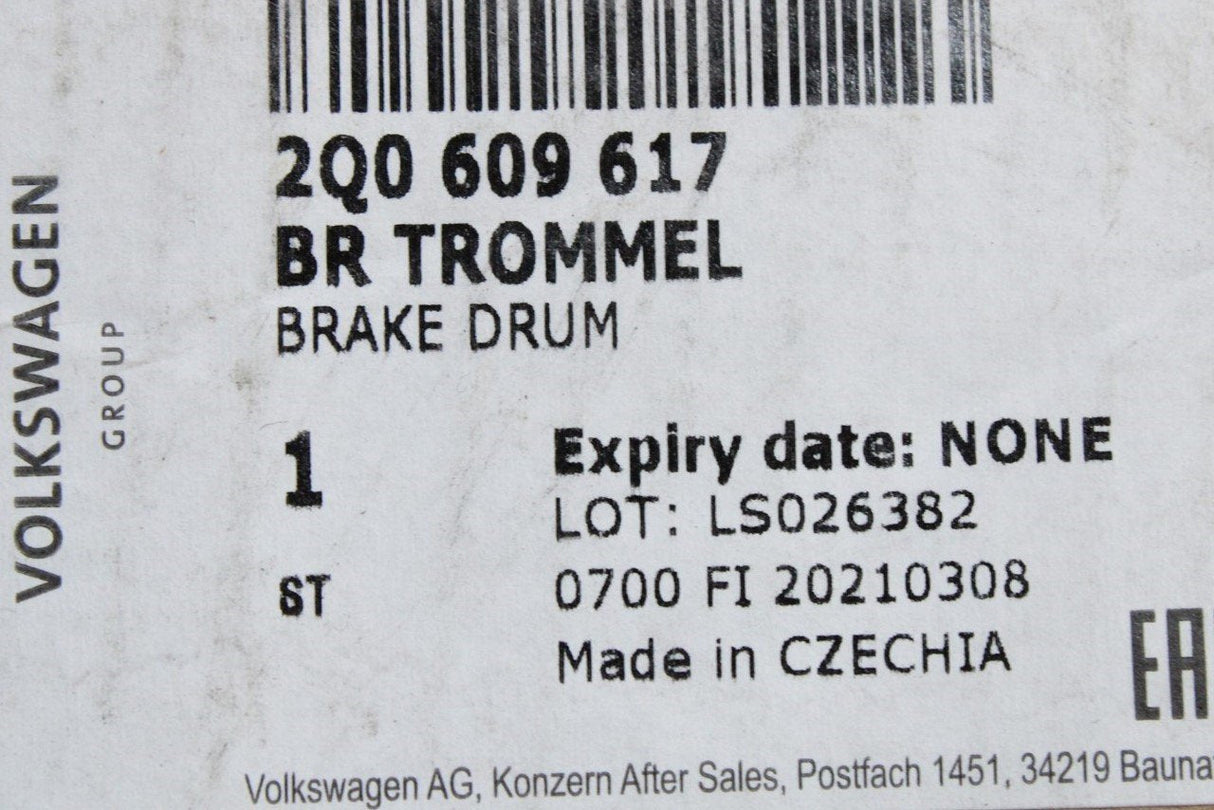 2Q0 609 617
BR TROMMEL
BRAKE DRUM
VOLKSWAGEN
GROUP
1
ST
Expiry date: NONE
LOT: LS026382
0700 FI 20210308
Made in CZECHIA
Volkswagen AG, Konzern After Sales, Postfach 1451, 34219